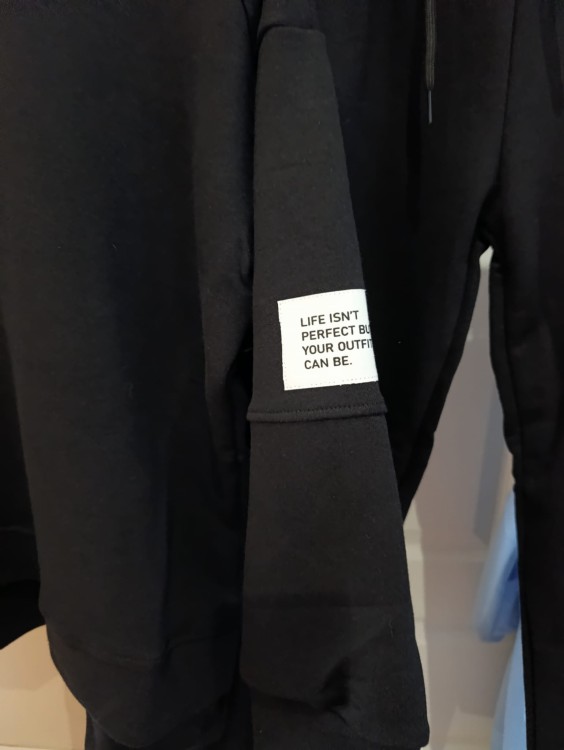 LIFE ISN'T
PERFECT BU
YOUR OUTFIT
CAN BE.